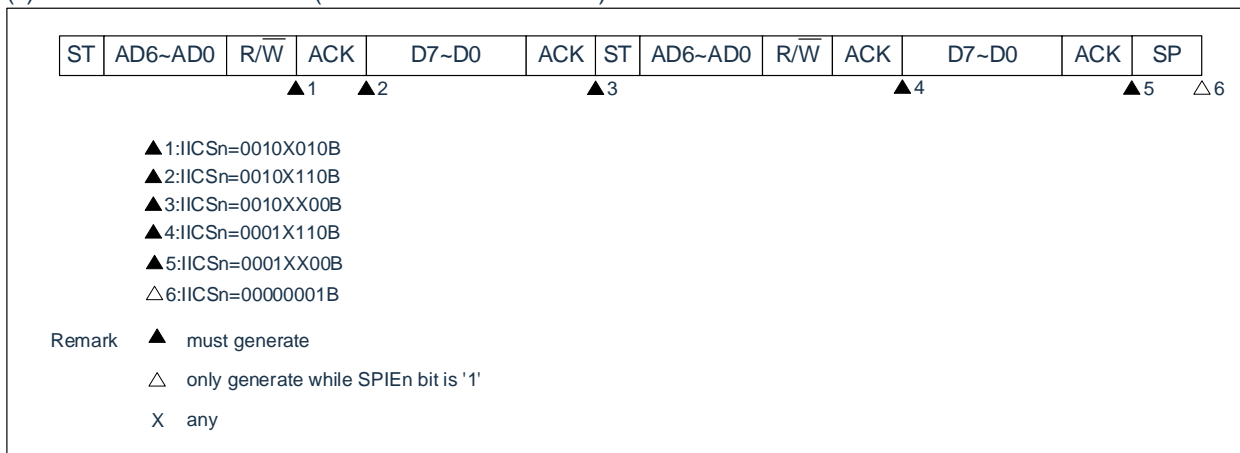 ST AD6~AD0 R/W ACK D7~D0 ACK ST AD6~AD0 R/W ACK D7~D0 ACK SP
▲1 ▲2 ▲3 ▲4 ▲5 △6
▲1:IICSn=0010X010B
▲2:IICSn=0010X110B
▲3:IICSn=0010XX00B
▲4:IICSn=0001X110B
▲5:IICSn=0001XX00B
△6:IICSn=00000001B
Remark ▲ must generate
△ only generate while SPIEn bit is '1'
X any